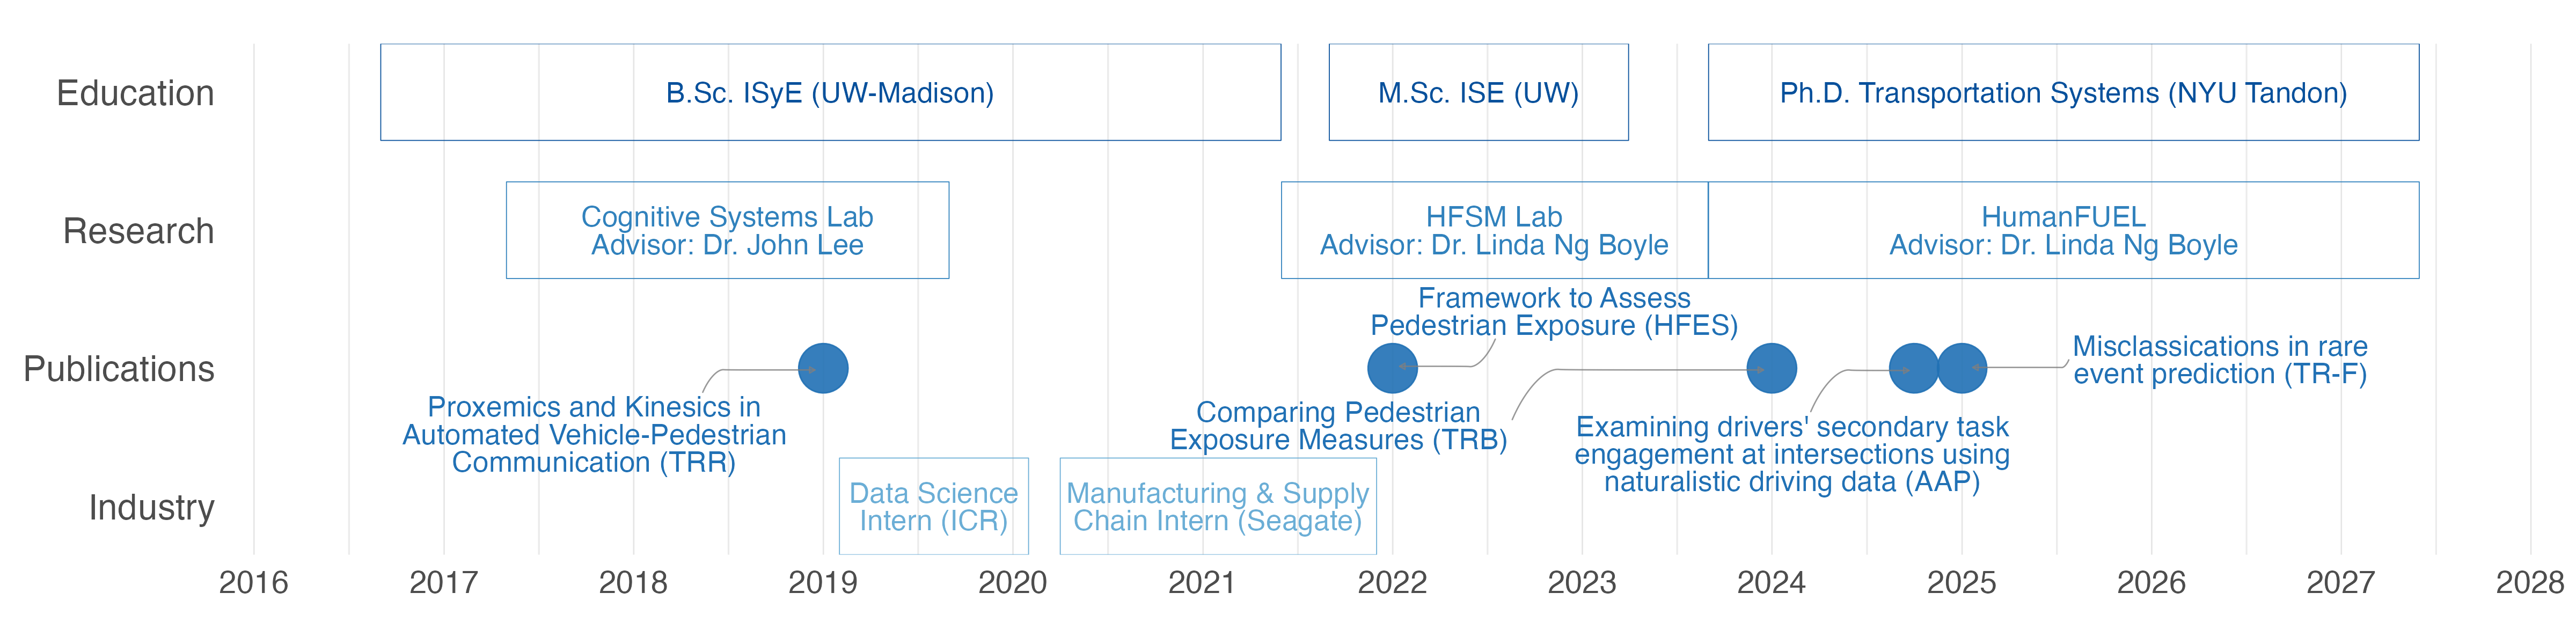 Education
B.Sc. ISyE (UW-Madison)
M.Sc. ISE (UW)
Ph.D. Transportation Systems (NYU Tandon)
Research
Cognitive Systems Lab
Advisor: Dr. John Lee
HFSM Lab
Advisor: Dr. Linda Ng Boyle
HumanFUEL
Advisor: Dr. Linda Ng Boyle
Publications
Proxemics and Kinesics in
Automated Vehicle-Pedestrian
Communication (TRR)
Framework to Assess
Pedestrian Exposure (HFES)
Comparing Pedestrian
Exposure Measures (TRB)
Examining drivers' secondary task
engagement at intersections using
naturalistic driving data (AAP)
Misclassications in rare
event prediction (TR-F)
Industry
Data Science
Intern (ICR)
Manufacturing & Supply
Chain Intern (Seagate)
2016 2017 2018 2019 2020 2021 2022 2023 2024 2025 2026 2027 2028